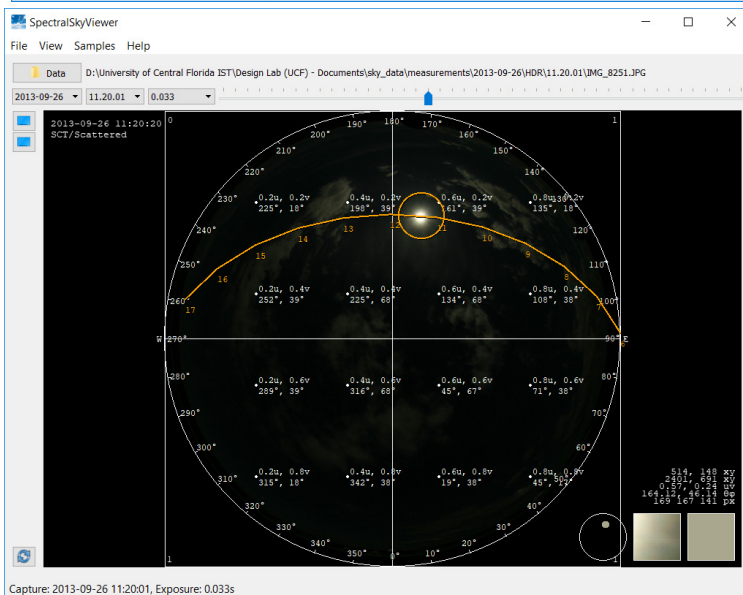 SpectralSkyViewer
File View Samples Help
Data D:\University of Central Florida IST\Design Lab (UCF) - Documents\sky_data\measurements\2013-09-26\HDR\11.20.01\IMG_8251.JPG
2013-09-26 11.20.01 0.033
2013-09-26 11:20:20
SCT/Scattered
0 1
190° 180° 170°
200° 160°
210° 150°
220° 140°
230° 130°
0.2u, 0.2v 0.4u, 0.2v 0.6u, 0.2v 0.8u, 0.2v
225°, 18° 198°, 39° 161°, 39° 135°, 18°
13 12 11
240° 14 10 120°
15 9
250° 110°
16 8
0.2u, 0.4v 0.4u, 0.4v 0.6u, 0.4v 0.8u, 0.4v
252°, 39° 225°, 68° 134°, 68° 108°, 38°
260° 100°
17 7
W 270° 90° E
6
280° 80°
0.2u, 0.6v 0.4u, 0.6v 0.6u, 0.6v 0.8u, 0.6v
289°, 39° 316°, 68° 45°, 67° 71°, 38°
290° 70°
300° 60°
310° 50°
0.2u, 0.8v 0.4u, 0.8v 0.6u, 0.8v 0.8u, 0.8v
315°, 18° 342°, 38° 19°, 38° 45°, 17°
320° 40°
330° 30°
340° 20°
350° 0° 10°
1 1
514, 148 xy
2401, 691 xy
0.57, 0.24 uv
164.12, 46.14 θφ
169 167 141 px
Capture: 2013-09-26 11:20:01, Exposure: 0.033s